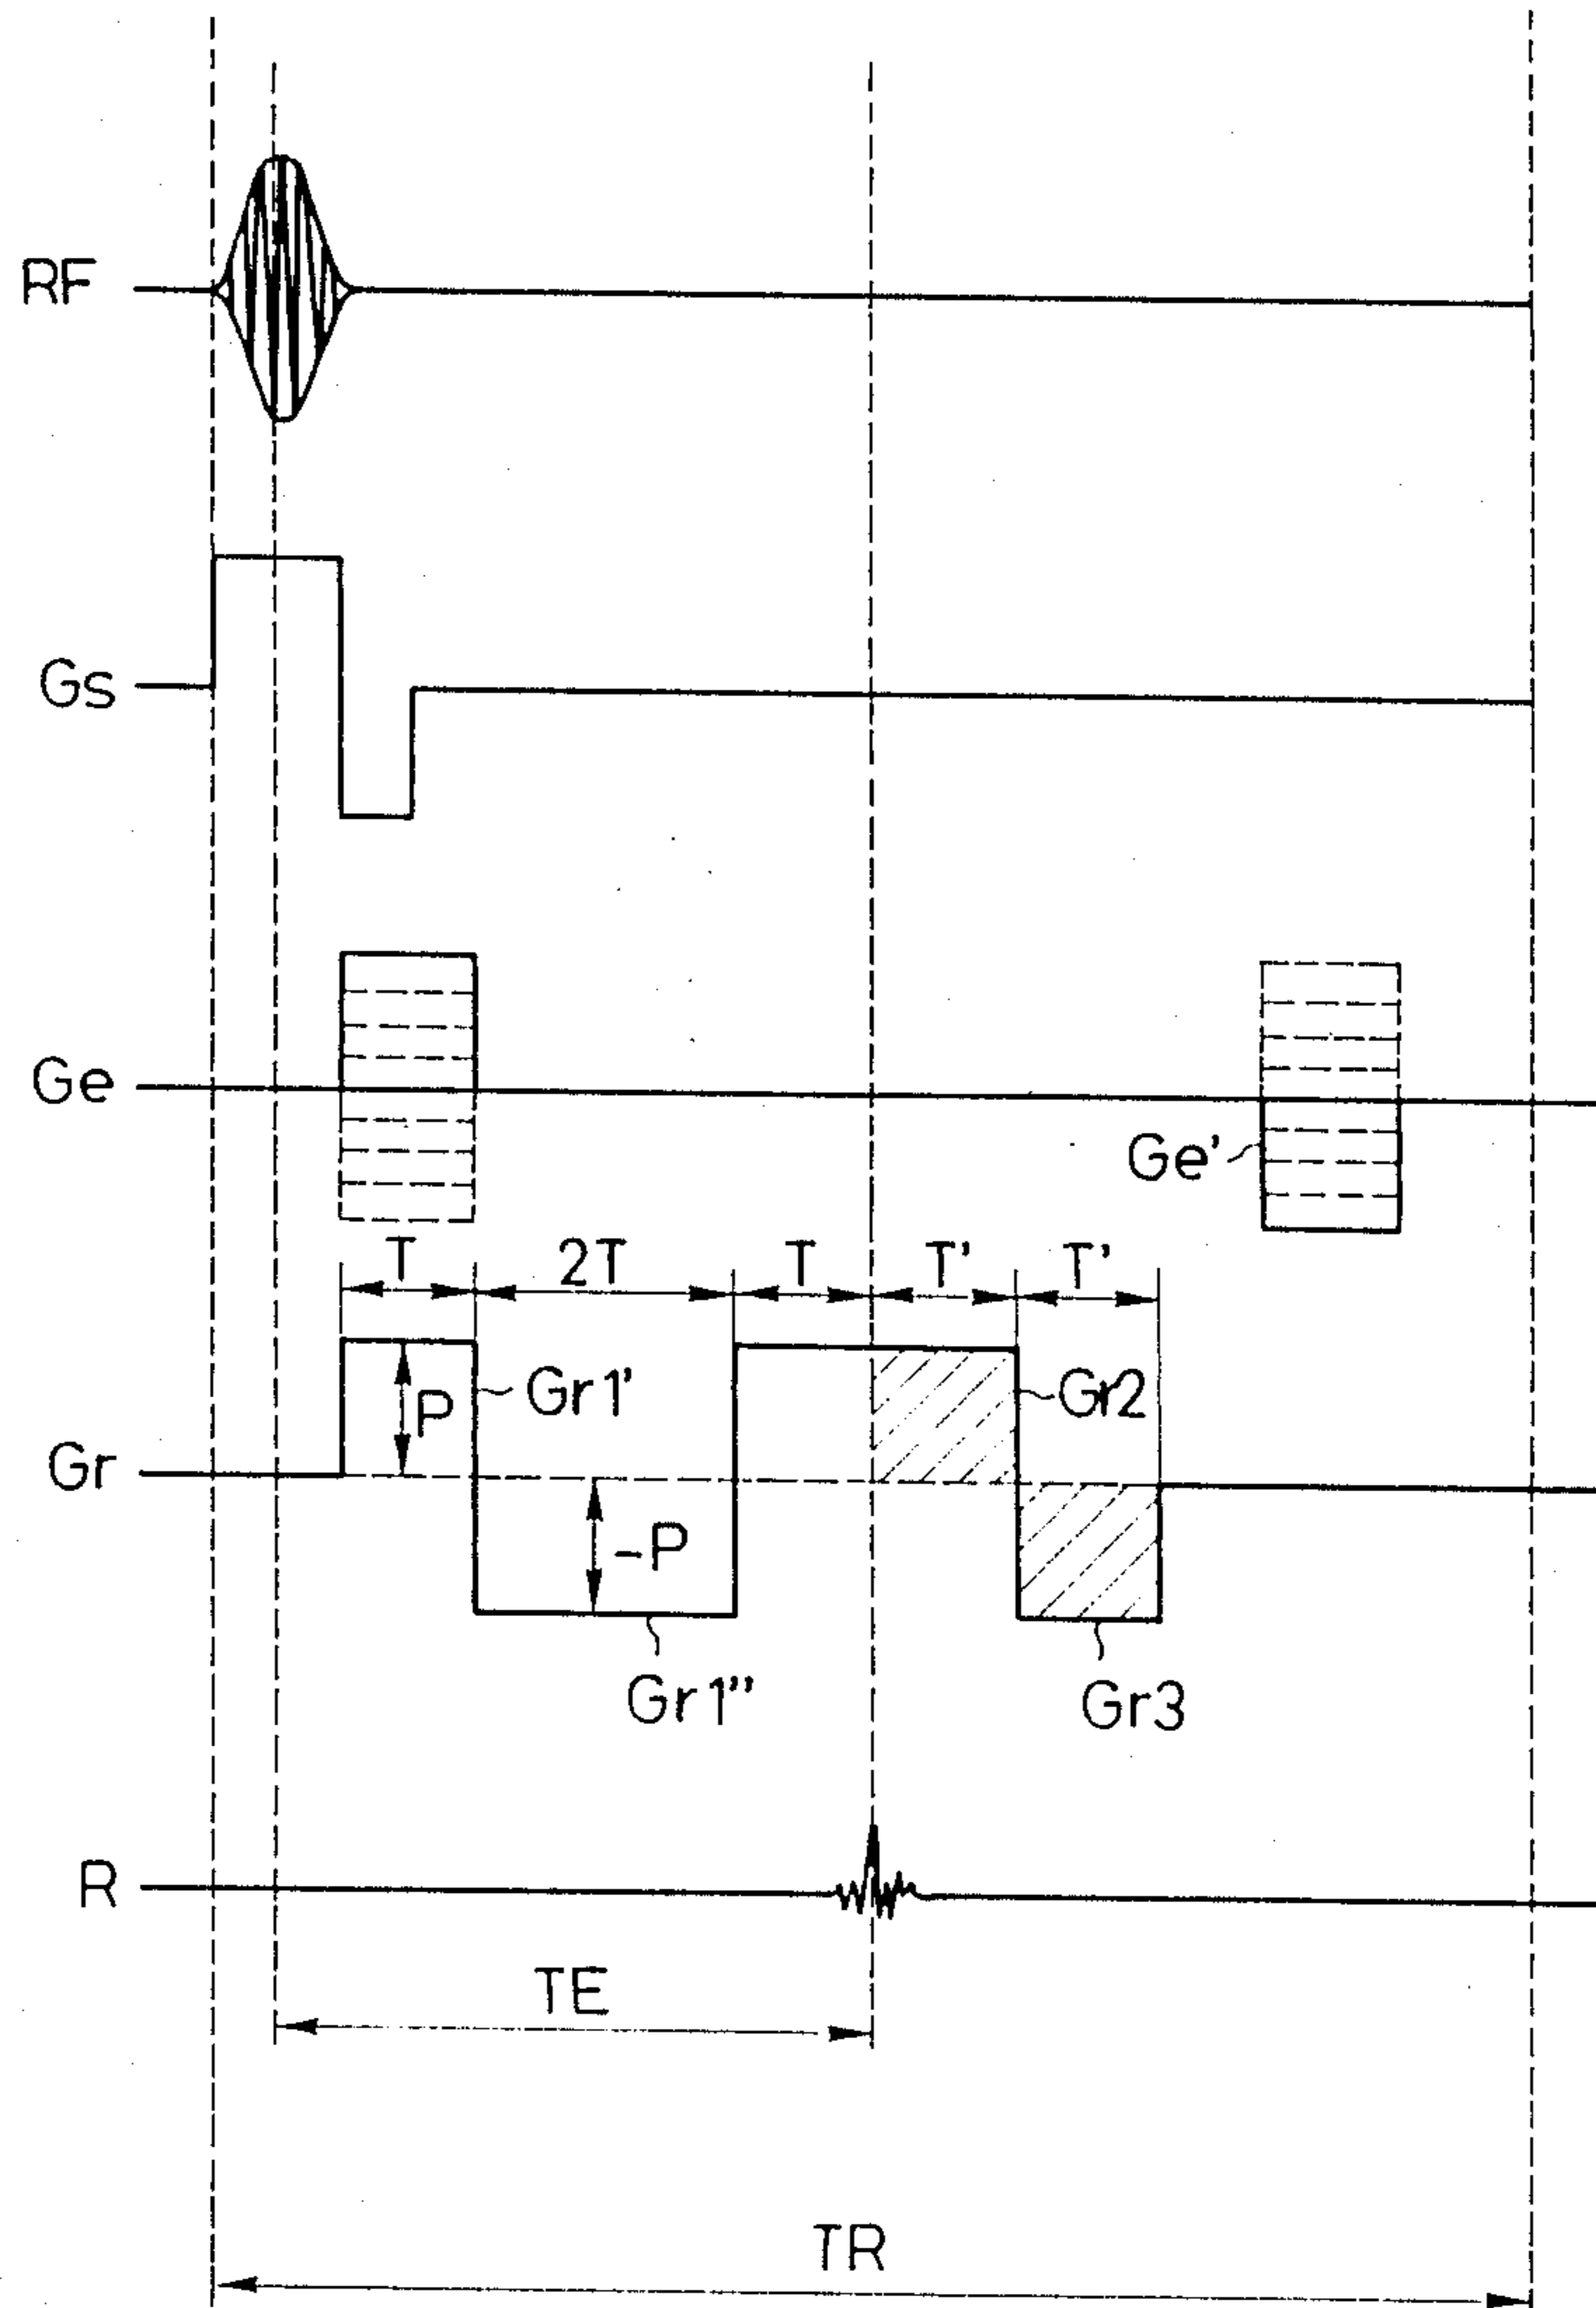 RF
Gs
Ge
Ge'
T 2T T T' T'
P
Gr1'
Gr2
Gr
-P
Gr1"
Gr3
R
TE
TR